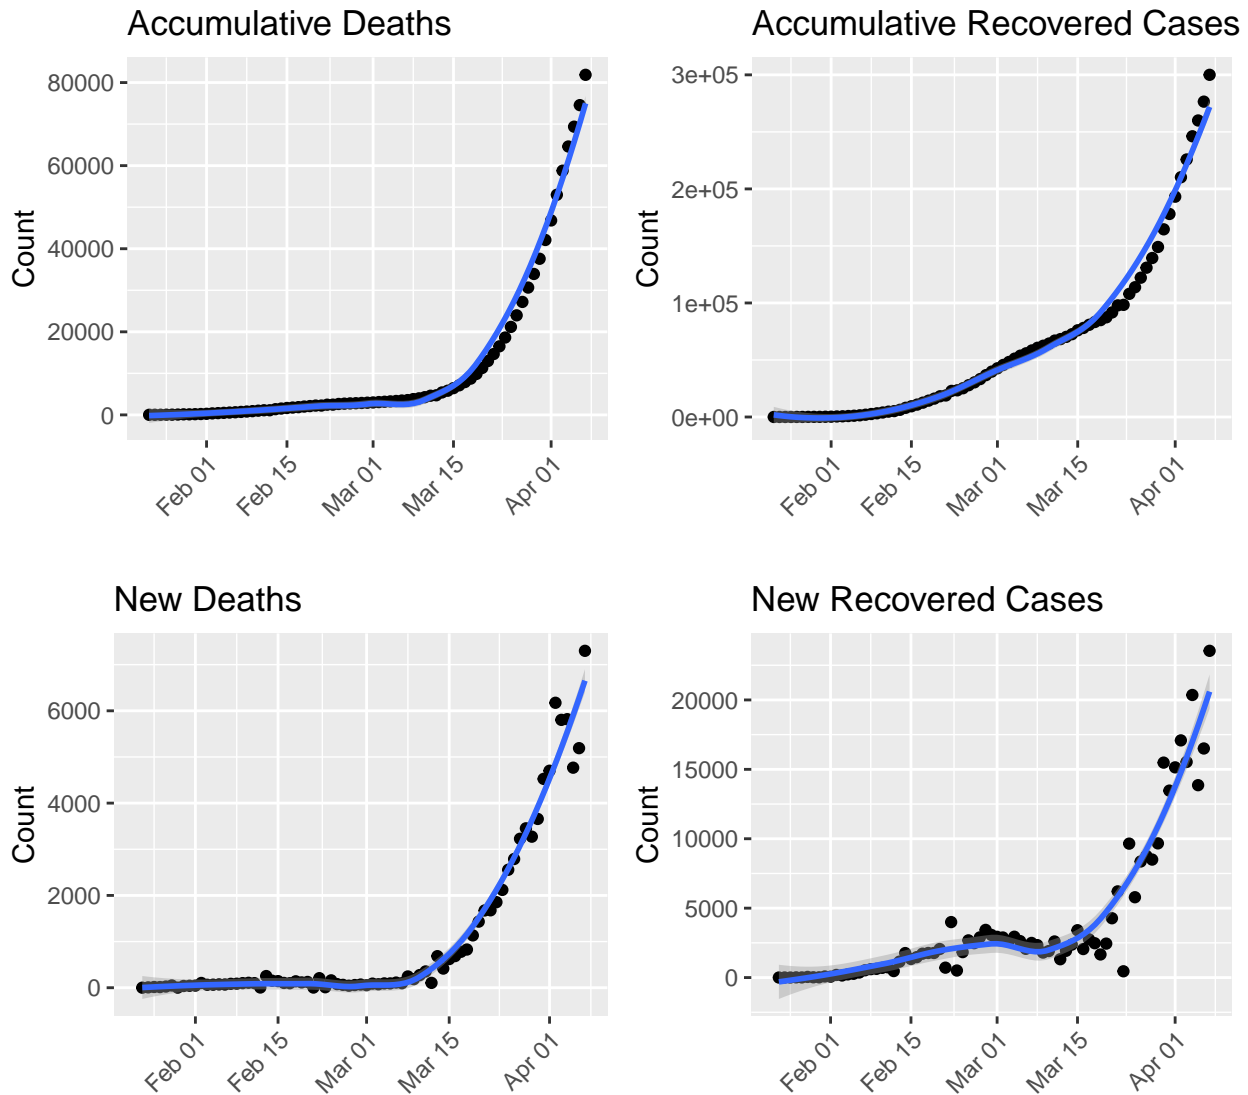 Accumulative Deaths
80000
60000
40000
20000
0
Count
Feb 01
Feb 15
Mar 01
Mar 15
Apr 01
Accumulative Recovered Cases
3e+05
2e+05
1e+05
0e+00
Count
Feb 01
Feb 15
Mar 01
Mar 15
Apr 01
New Deaths
6000
4000
2000
0
Count
Feb 01
Feb 15
Mar 01
Mar 15
Apr 01
New Recovered Cases
20000
15000
10000
5000
0
Count
Feb 01
Feb 15
Mar 01
Mar 15
Apr 01